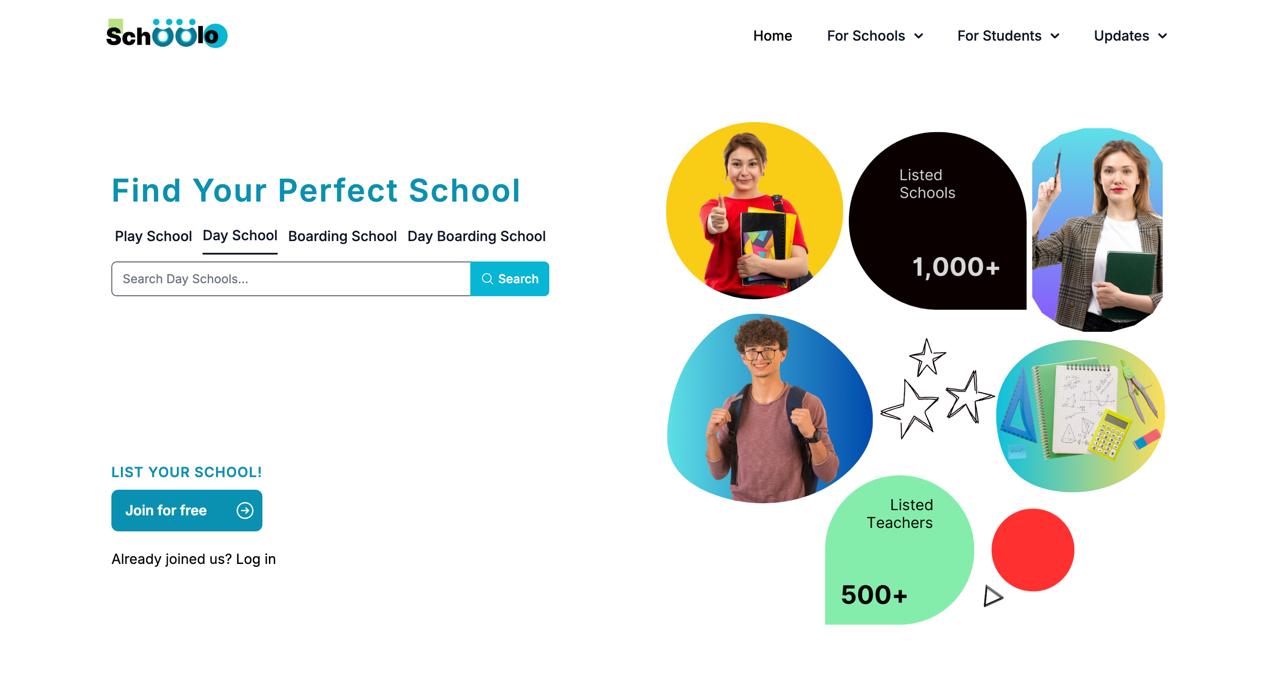 Schoolo
Home
For Schools
For Students
Updates
Find Your Perfect School
Play School
Day School
Boarding School
Day Boarding School
Search Day Schools...
Search
LIST YOUR SCHOOL!
Join for free
Already joined us? Log in
Listed
Schools
1,000+
Listed
Teachers
500+